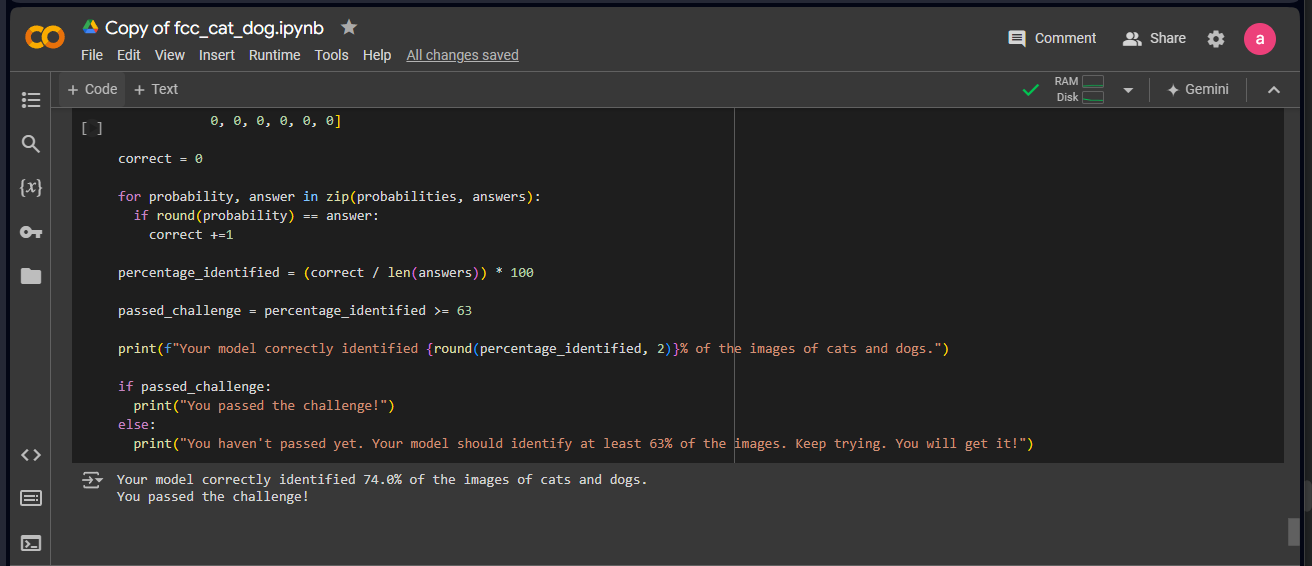 CO Copy of fcc_cat_dog.ipynb
Comment Share a
File Edit View Insert Runtime Tools Help All changes saved
+ Code + Text
RAM
Disk
Gemini
{x}
[ ]
0, 0, 0, 0, 0, 0]
correct = 0
for probability, answer in zip(probabilities, answers):
if round(probability) == answer:
correct +=1
percentage_identified = (correct / len(answers)) * 100
passed_challenge = percentage_identified >= 63
print(f"Your model correctly identified {round(percentage_identified, 2)}% of the images of cats and dogs.")
if passed_challenge:
print("You passed the challenge!")
else:
print("You haven't passed yet. Your model should identify at least 63% of the images. Keep trying. You will get it!")
Your model correctly identified 74.0% of the images of cats and dogs.
You passed the challenge!